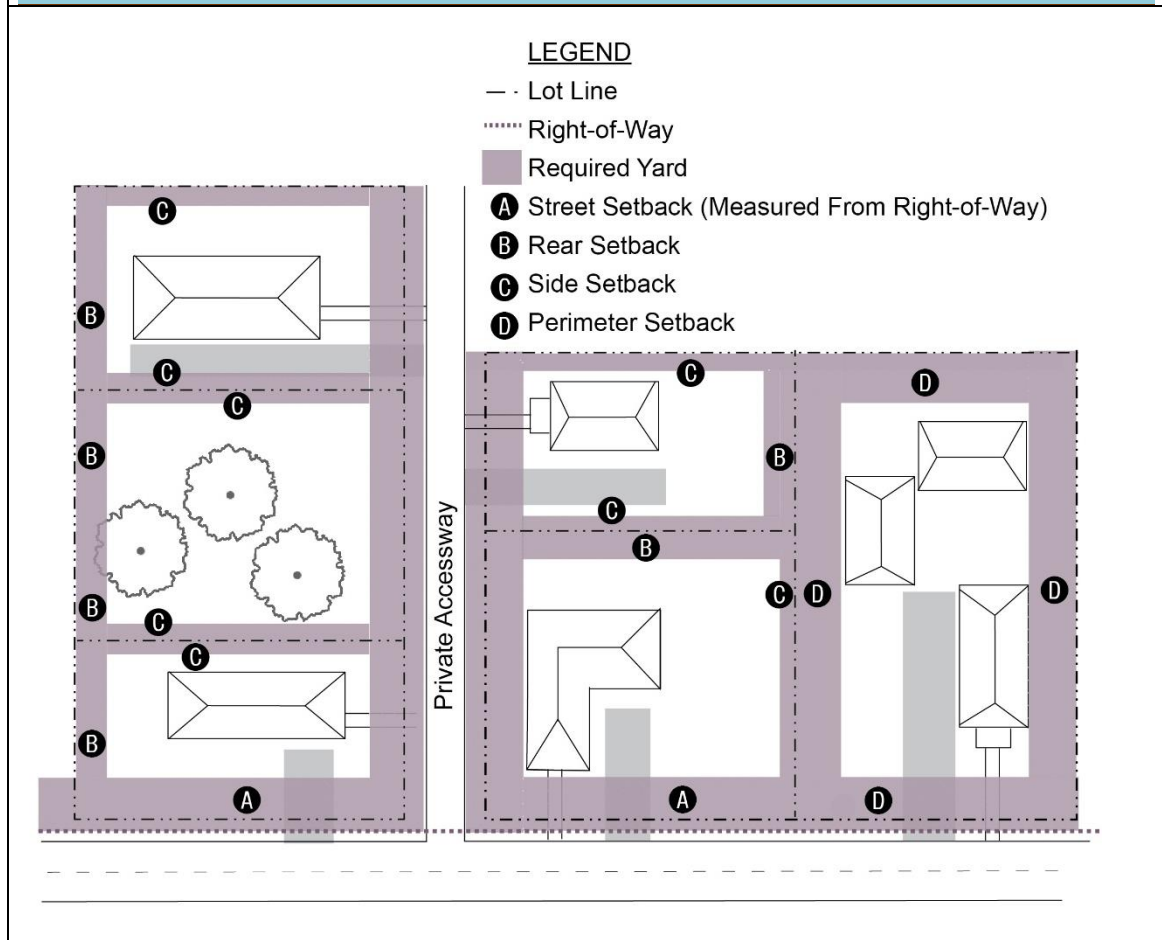 LEGEND
Lot Line
Right-of-Way
Required Yard
A Street Setback (Measured From Right-of-Way)
B Rear Setback
C Side Setback
D Perimeter Setback
C
B
C
C
B
B
C
C
B
A
Private Accessway
C
B
C
B
C
A
D
D
D
D